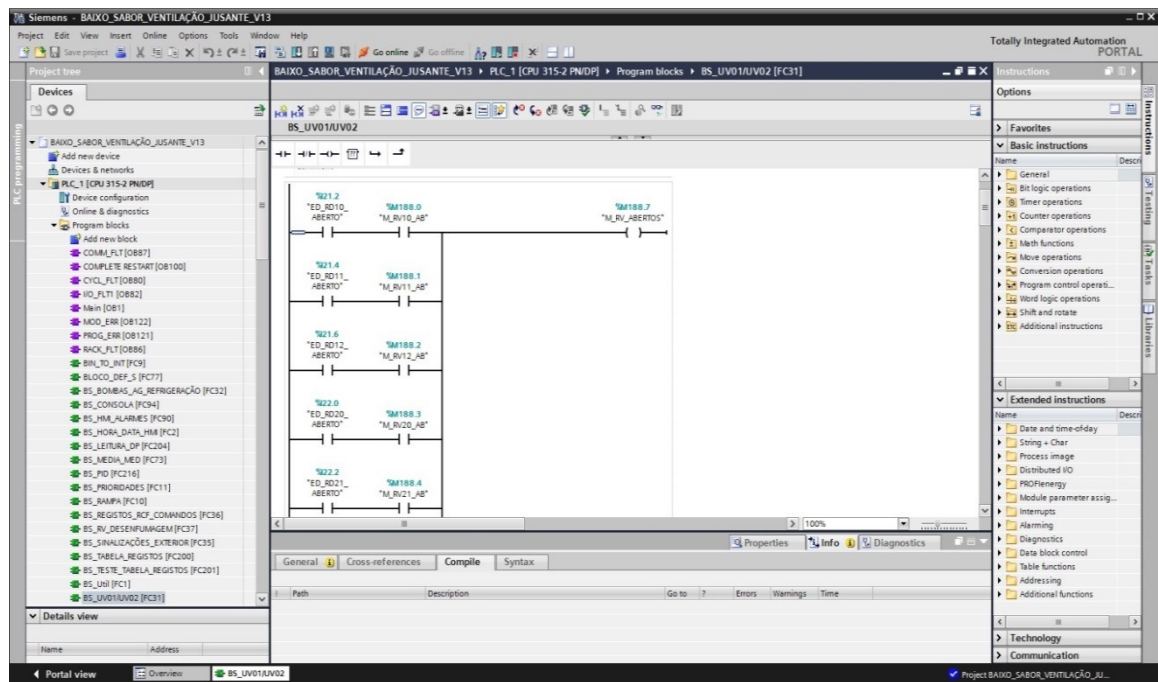 Siemens - BAIXO_SABOR_VENTILAÇÃO_JUSANTE_V13
Project Edit View Insert Online Options Tools Window Help
Save project
Go online
Go offline
Totally Integrated Automation
PORTAL
Project tree
BAIXO_SABOR_VENTILAÇÃO_JUSANTE_V13 PLC_1 [CPU 315-2 PN/DP] Program blocks BS_UV01/UV02 [FC31]
Instructions
Devices
Options
PLC programming
BAIXO_SABOR_VENTILAÇÃO_JUSANTE_V13
Add new device
Devices & networks
PLC_1 [CPU 315-2 PN/DP]
Device configuration
Online & diagnostics
Program blocks
Add new block
COMM_FLT [OB87]
COMPLETE RESTART [OB100]
CYCL_FLT [OB80]
I/O_FLT1 [OB82]
Main [OB1]
MOD_ERR [OB122]
PROG_ERR [OB121]
RACK_FLT [OB86]
BIN_TO_INT [FC9]
BLOCO_DEF_S [FC77]
BS_BOMBAS_AG_REFRIGERAÇÃO [FC32]
BS_CONSOLA [FC94]
BS_HMI_ALARMES [FC90]
BS_HORA_DATA_HMI [FC2]
BS_LEITURA_DP [FC204]
BS_MEDIA_MED [FC73]
BS_PID [FC216]
BS_PRIORIDADES [FC11]
BS_RAMPA [FC10]
BS_REGISTOS_RCF_COMANDOS [FC36]
BS_RV_DESENFUMAGEM [FC37]
BS_SINALIZAÇÕES_EXTERIOR [FC35]
BS_TABELA_REGISTOS [FC200]
BS_TESTE_TABELA_REGISTOS [FC201]
BS_Util [FC1]
BS_UV01/UV02 [FC31]
Details view
Name Address
BS_UV01/UV02
%I21.2
"ED_RD10_
ABERTO"
%M188.0
"M_RV10_AB"
%M188.7
"M_RV_ABERTOS"
%I21.4
"ED_RD11_
ABERTO"
%M188.1
"M_RV11_AB"
%I21.6
"ED_RD12_
ABERTO"
%M188.2
"M_RV12_AB"
%I22.0
"ED_RD20_
ABERTO"
%M188.3
"M_RV20_AB"
%I22.2
"ED_RD21_
ABERTO"
%M188.4
"M_RV21_AB"
100%
Properties Info Diagnostics
General Cross-references Compile Syntax
! Path Description Go to ? Errors Warnings Time
Favorites
Basic instructions
Name Descri
General
Bit logic operations
Timer operations
Counter operations
Comparator operations
Math functions
Move operations
Conversion operations
Program control operati...
Word logic operations
Shift and rotate
Additional instructions
Extended instructions
Name Descri
Date and time-of-day
String + Char
Process image
Distributed I/O
PROFIenergy
Module parameter assig...
Interrupts
Alarming
Diagnostics
Data block control
Table functions
Addressing
Additional functions
Technology
Communication
Instructions
Testing
Tasks
Libraries
Portal view Overview BS_UV01/UV02
Project BAIXO_SABOR_VENTILAÇÃO_JU...